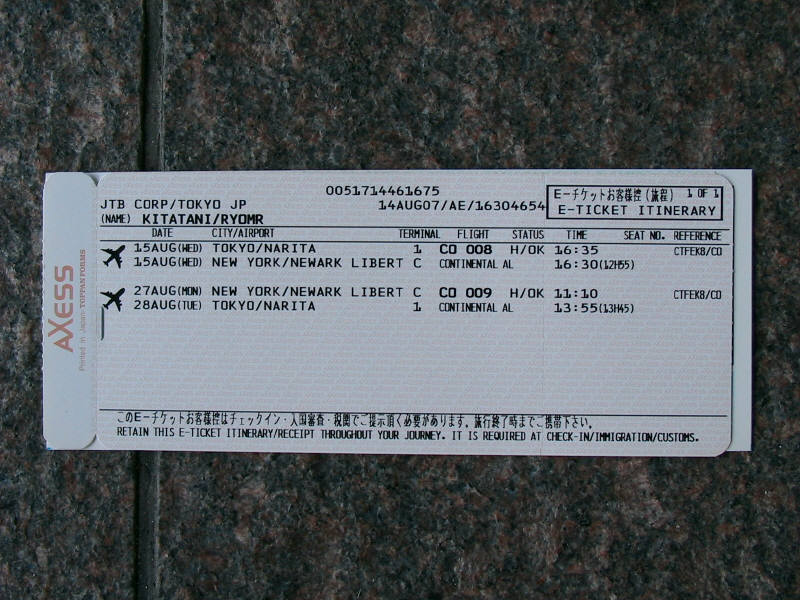 0051714461675
JTB CORP/TOKYO JP 14AUG07/AE/16304654
E-チケットお客様控(旅程) 1 OF 1
E-TICKET ITINERARY
(NAME) KITATANI/RYOMR
DATE CITY/AIRPORT TERMINAL FLIGHT STATUS TIME SEAT NO. REFERENCE
15AUG(WED) TOKYO/NARITA 1 CO 008 H/OK 16:35 CTFEK8/CO
15AUG(WED) NEW YORK/NEWARK LIBERT C CONTINENTAL AL 16:30(12H55)
27AUG(MON) NEW YORK/NEWARK LIBERT C CO 009 H/OK 11:10 CTFEK8/CO
28AUG(TUE) TOKYO/NARITA 1 CONTINENTAL AL 13:55(13H45)
このE-チケットお客様控はチェックイン・入国審査・税関でご提示頂く必要があります。旅行終了時までご携帯下さい。
RETAIN THIS E-TICKET ITINERARY/RECEIPT THROUGHOUT YOUR JOURNEY. IT IS REQUIRED AT CHECK-IN/IMMIGRATION/CUSTOMS.
AXESS
Printed in Japan TOPPAN FORMS